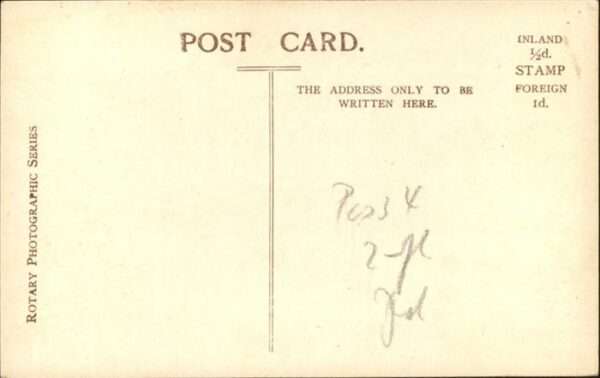 POST CARD.
INLAND
½d.
STAMP
FOREIGN
1d.
THE ADDRESS ONLY TO BE
WRITTEN HERE.
ROTARY PHOTOGRAPHIC SERIES